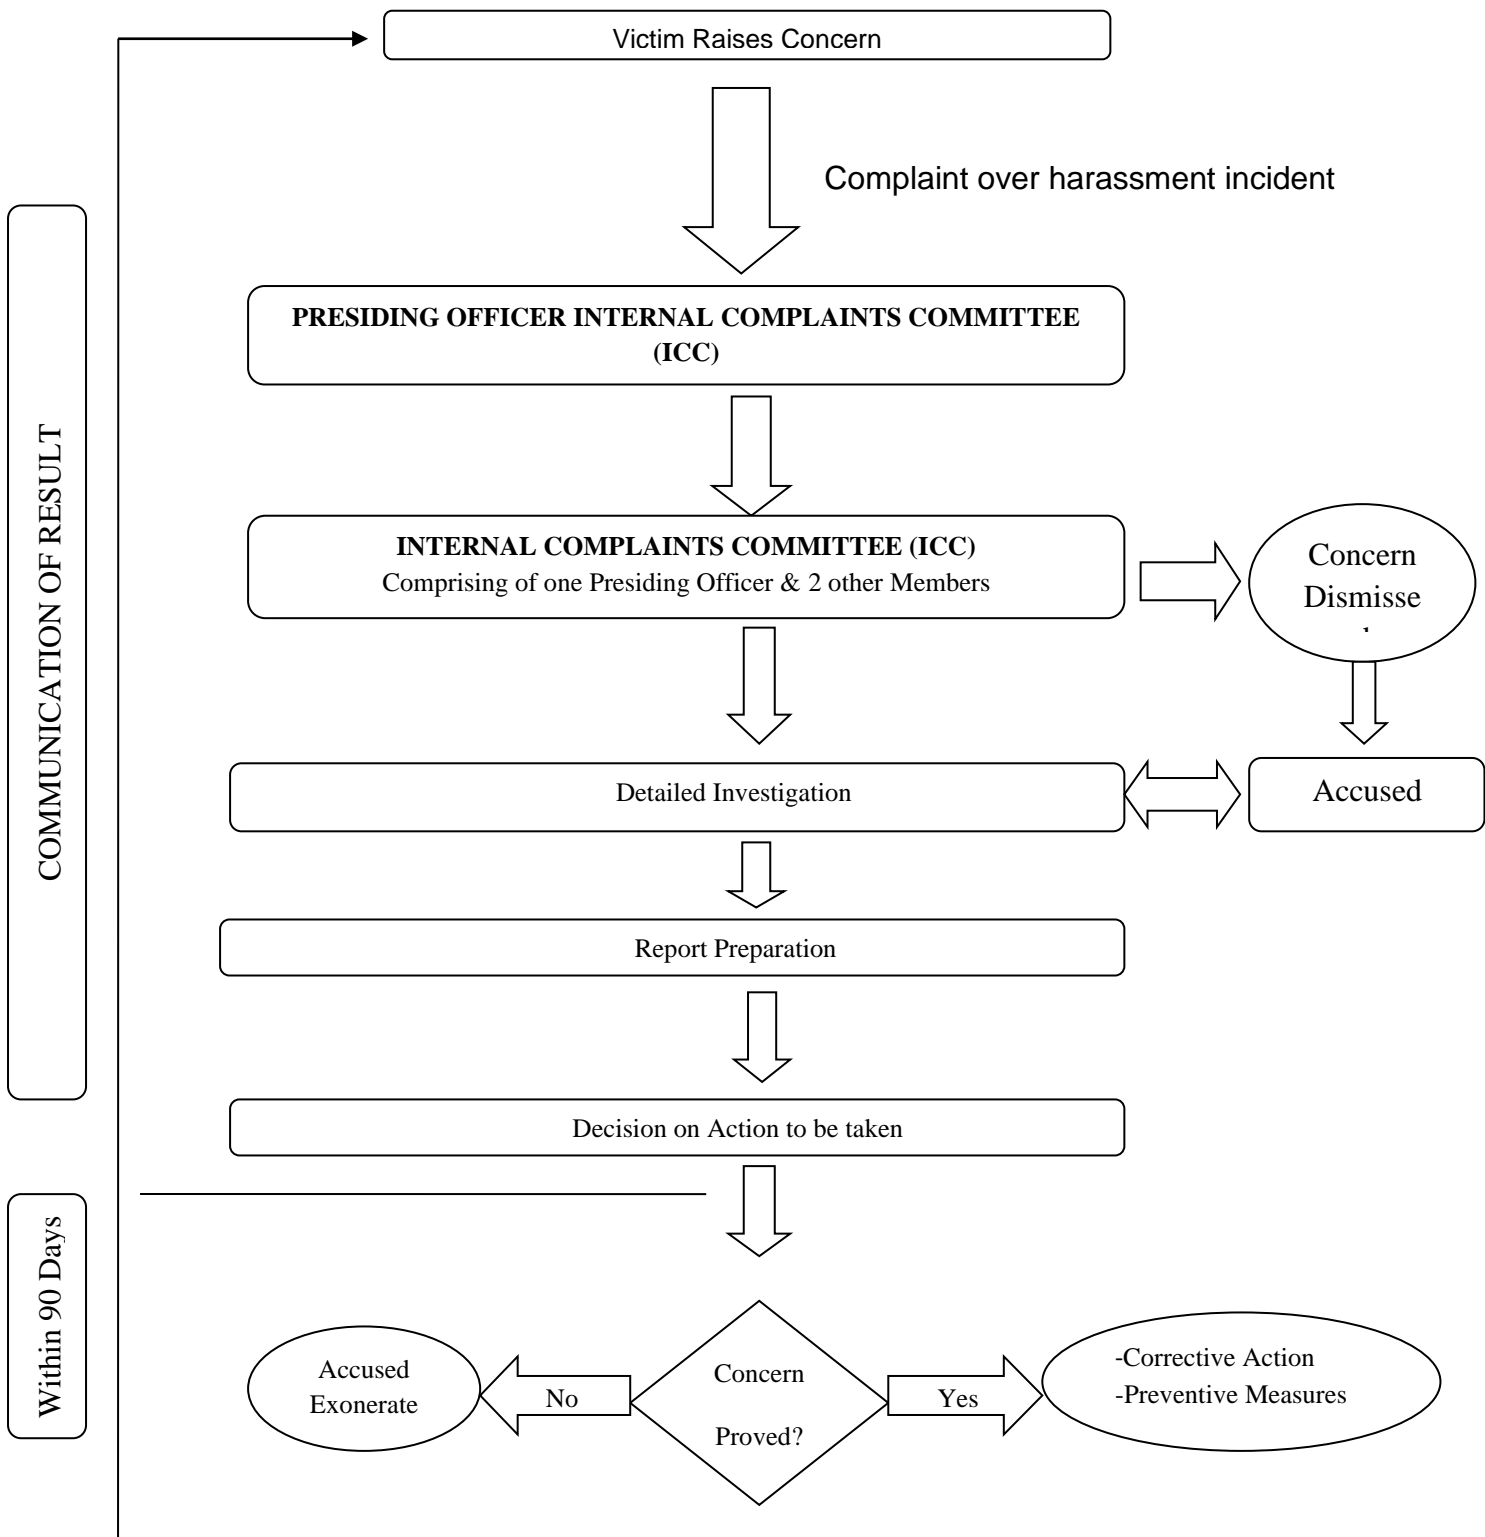 Victim Raises Concern
Complaint over harassment incident
PRESIDING OFFICER INTERNAL COMPLAINTS COMMITTEE
(ICC)
COMMUNICATION OF RESULT
INTERNAL COMPLAINTS COMMITTEE (ICC)
Comprising of one Presiding Officer & 2 other Members
Concern
Dismisse
Detailed Investigation
Accused
Report Preparation
Decision on Action to be taken
Within 90 Days
Accused
Exonerate
No
Concern
Proved?
Yes
-Corrective Action
-Preventive Measures